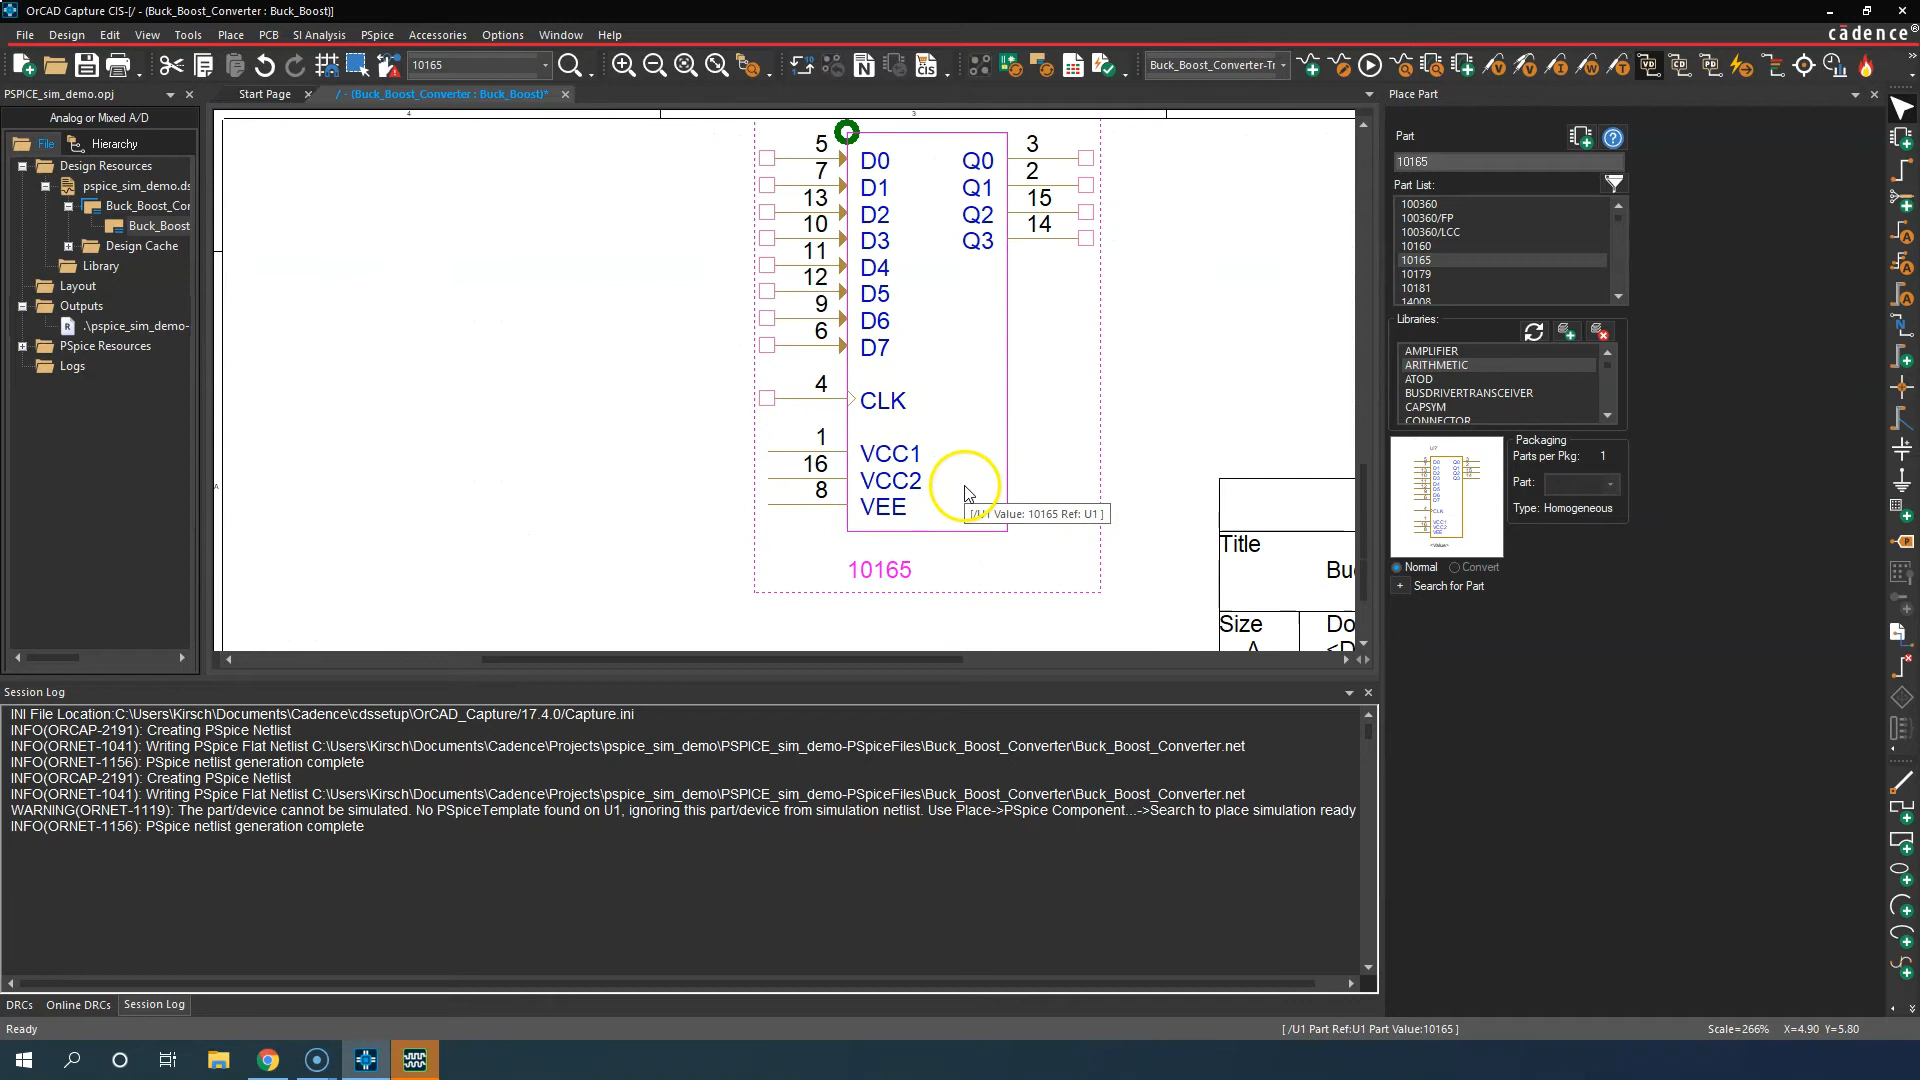 OrCAD Capture CIS-[/ - (Buck_Boost_Converter : Buck_Boost)]
File Design Edit View Tools Place PCB SI Analysis PSpice Accessories Options Window Help
cadence
10165
Buck_Boost_Converter-Tr
PSPICE_sim_demo.opj
Start Page
/ - (Buck_Boost_Converter : Buck_Boost)*
Place Part
Analog or Mixed A/D
File Hierarchy
Design Resources
pspice_sim_demo.ds
Buck_Boost_Cor
Buck_Boost
Design Cache
Library
Layout
Outputs
.\pspice_sim_demo-
PSpice Resources
Logs
4
3
A
5 D0 Q0 3
7 D1 Q1 2
13 D2 Q2 15
10 D3 Q3 14
11 D4
12 D5
9 D6
6 D7
4 CLK
1 VCC1
16 VCC2
8 VEE
[/U1 Value: 10165 Ref: U1 ]
10165
Title
Buc
Size
Do
A
<D
Part
10165
Part List:
100360
100360/FP
100360/LCC
10160
10165
10179
10181
14008
Libraries:
AMPLIFIER
ARITHMETIC
ATOD
BUSDRIVERTRANSCEIVER
CAPSYM
CONNECTOR
Packaging
Parts per Pkg: 1
Part:
Type: Homogeneous
U?
CLK
VCC1
VCC2
VEE
<Value>
Normal Convert
+ Search for Part
Session Log
INI File Location:C:\Users\Kirsch\Documents\Cadence\cdssetup\OrCAD_Capture/17.4.0/Capture.ini
INFO(ORCAP-2191): Creating PSpice Netlist
INFO(ORNET-1041): Writing PSpice Flat Netlist C:\Users\Kirsch\Documents\Cadence\Projects\pspice_sim_demo\PSPICE_sim_demo-PSpiceFiles\Buck_Boost_Converter\Buck_Boost_Converter.net
INFO(ORNET-1156): PSpice netlist generation complete
INFO(ORCAP-2191): Creating PSpice Netlist
INFO(ORNET-1041): Writing PSpice Flat Netlist C:\Users\Kirsch\Documents\Cadence\Projects\pspice_sim_demo\PSPICE_sim_demo-PSpiceFiles\Buck_Boost_Converter\Buck_Boost_Converter.net
WARNING(ORNET-1119): The part/device cannot be simulated. No PSpiceTemplate found on U1, ignoring this part/device from simulation netlist. Use Place->PSpice Component...->Search to place simulation ready
INFO(ORNET-1156): PSpice netlist generation complete
DRCs Online DRCs Session Log
Ready
[ /U1 Part Ref:U1 Part Value:10165 ]
Scale=266% X=4.90 Y=5.80